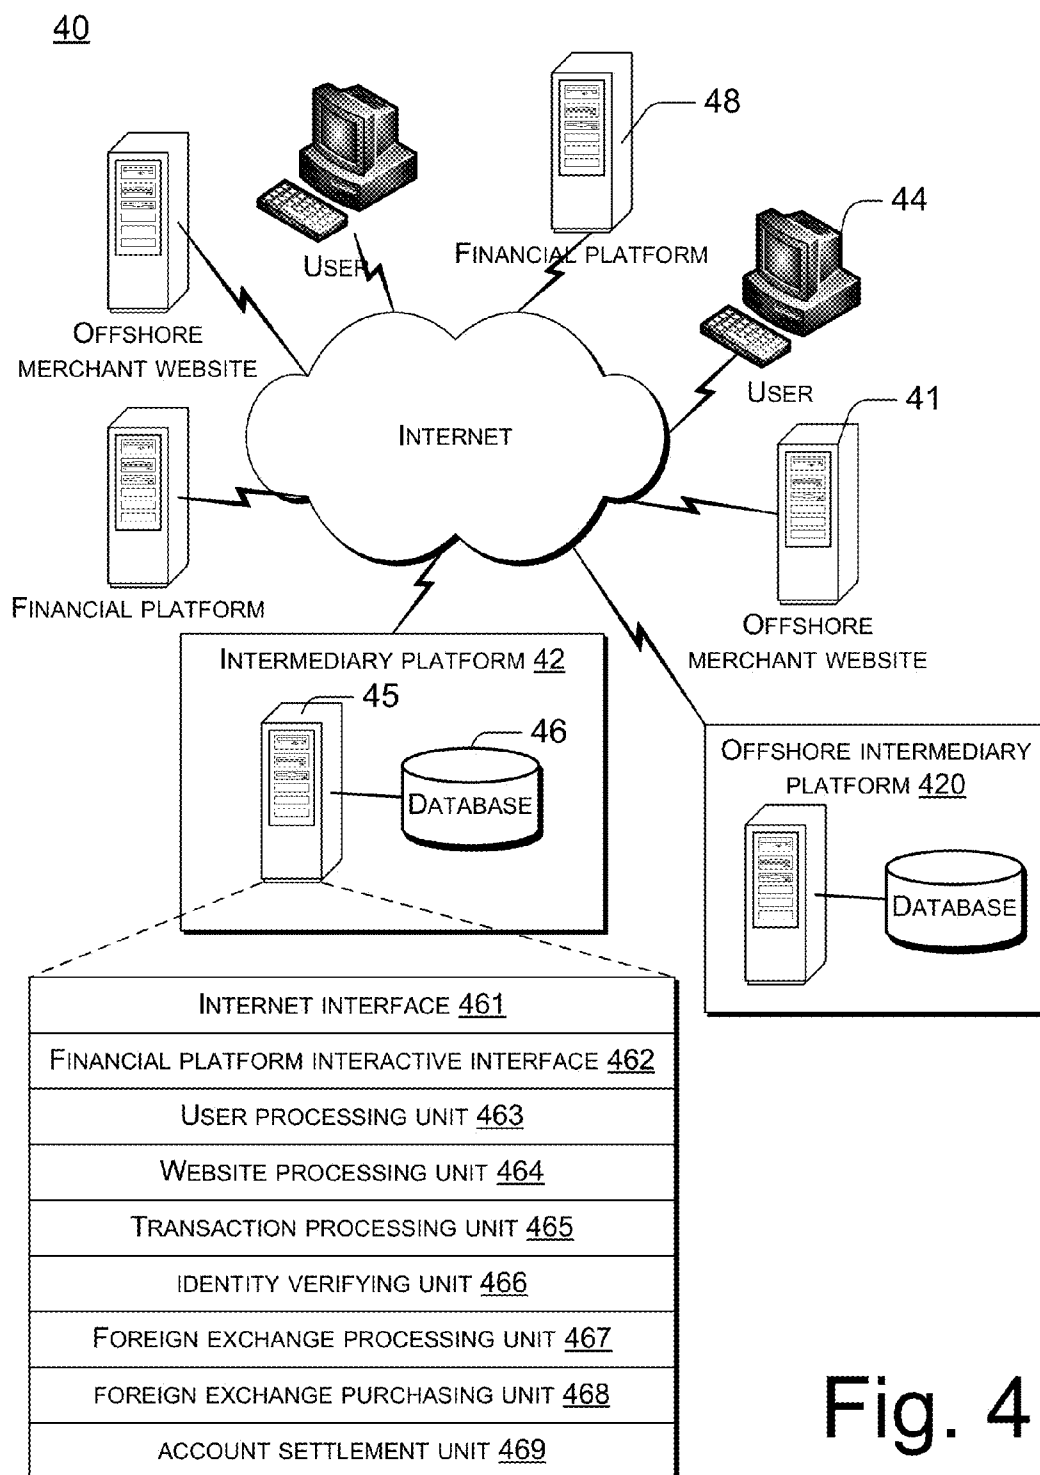 40
48
44
USER
FINANCIAL PLATFORM
OFFSHORE
MERCHANT WEBSITE
USER
41
INTERNET
FINANCIAL PLATFORM
OFFSHORE
MERCHANT WEBSITE
INTERMEDIARY PLATFORM 42
45
46
DATABASE
OFFSHORE INTERMEDIARY
PLATFORM 420
DATABASE
INTERNET INTERFACE 461
FINANCIAL PLATFORM INTERACTIVE INTERFACE 462
USER PROCESSING UNIT 463
WEBSITE PROCESSING UNIT 464
TRANSACTION PROCESSING UNIT 465
IDENTITY VERIFYING UNIT 466
FOREIGN EXCHANGE PROCESSING UNIT 467
FOREIGN EXCHANGE PURCHASING UNIT 468
ACCOUNT SETTLEMENT UNIT 469
Fig. 4